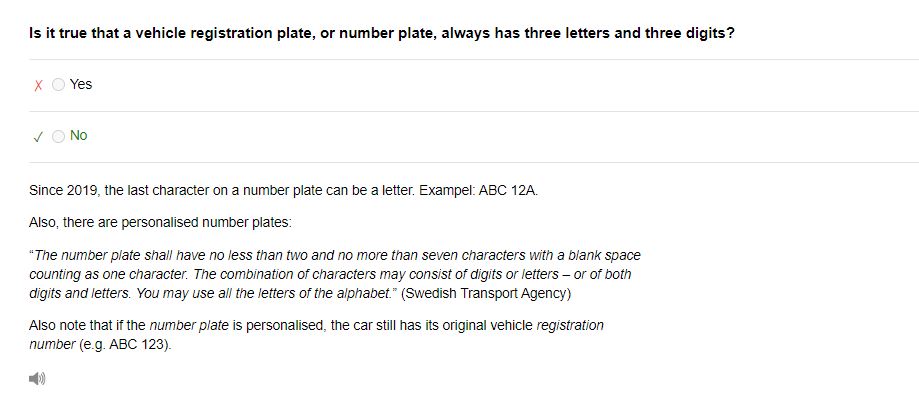 Is it true that a vehicle registration plate, or number plate, always has three letters and three digits?
X Yes
✓ No
Since 2019, the last character on a number plate can be a letter. Exampel: ABC 12A.
Also, there are personalised number plates:
“The number plate shall have no less than two and no more than seven characters with a blank space
counting as one character. The combination of characters may consist of digits or letters – or of both
digits and letters. You may use all the letters of the alphabet.” (Swedish Transport Agency)
Also note that if the number plate is personalised, the car still has its original vehicle registration
number (e.g. ABC 123).